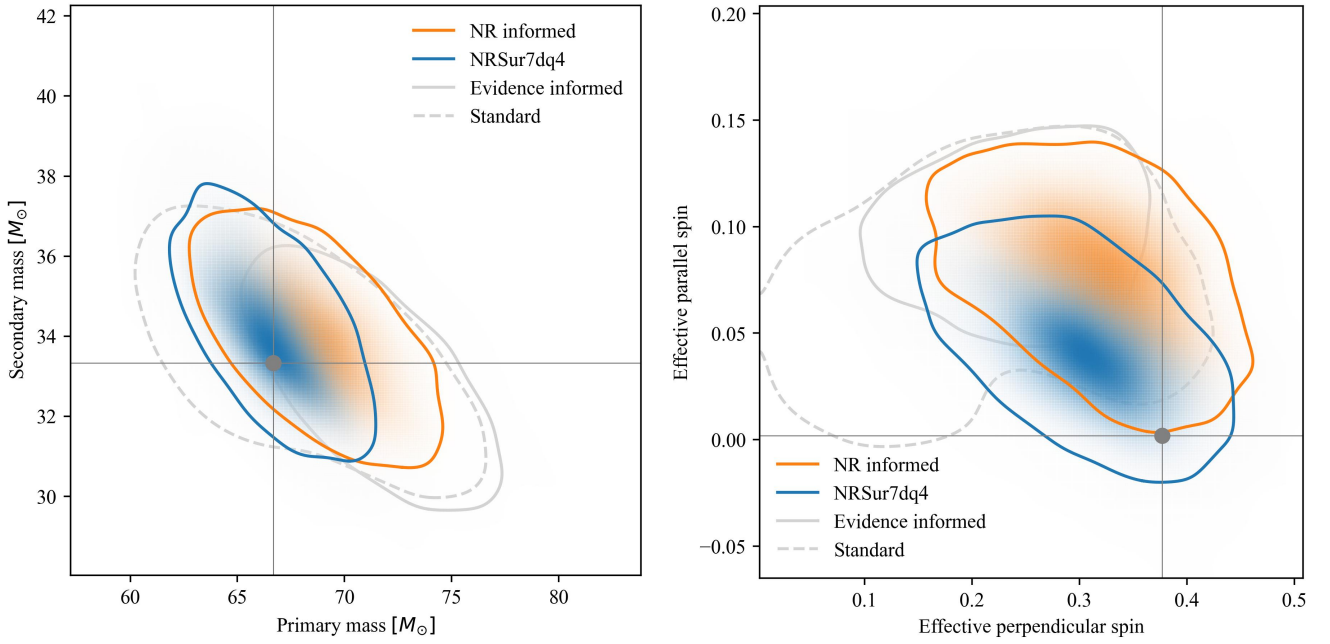 42
40
38
36
34
32
30
Secondary mass [M⊙]
NR informed
NRSur7dq4
Evidence informed
Standard
60
65
70
75
80
Primary mass [M⊙]
0.20
0.15
0.10
0.05
0.00
−0.05
Effective parallel spin
NR informed
NRSur7dq4
Evidence informed
Standard
0.1
0.2
0.3
0.4
0.5
Effective perpendicular spin